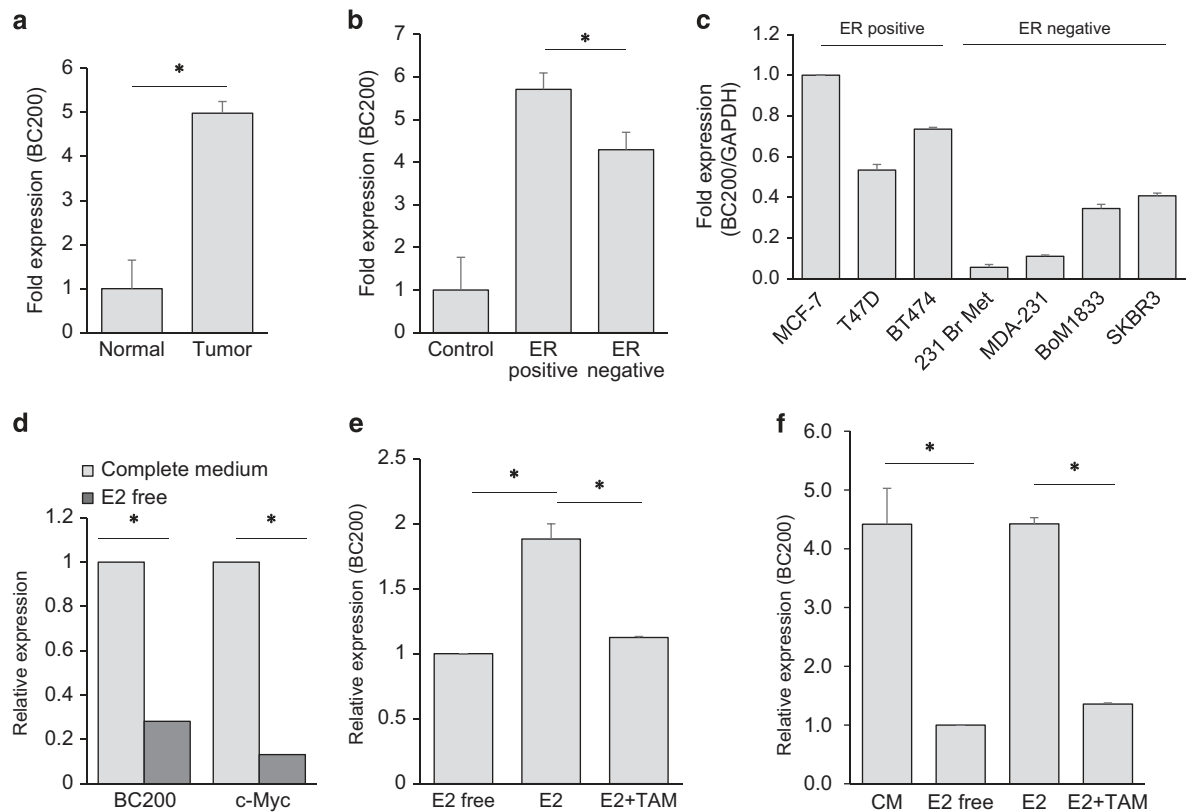 a
Fold expression (BC200)
6
5
4
3
2
1
0
*
Normal Tumor
b
Fold expression (BC200)
7
6
5
4
3
2
1
0
*
Control ER positive ER negative
c
Fold expression
(BC200/GAPDH)
1.2
1.0
0.8
0.6
0.4
0.2
0.0
ER positive ER negative
MCF-7
T47D
BT474
231 Br Met
MDA-231
BoM1833
SKBR3
d
Complete medium
E2 free
Relative expression
1.2
1
0.8
0.6
0.4
0.2
0
* *
BC200 c-Myc
e
Relative expression (BC200)
2.5
2
1.5
1
0.5
0
* *
E2 free E2 E2+TAM
f
Relative expression (BC200)
6.0
5.0
4.0
3.0
2.0
1.0
0.0
* *
CM E2 free E2 E2+TAM